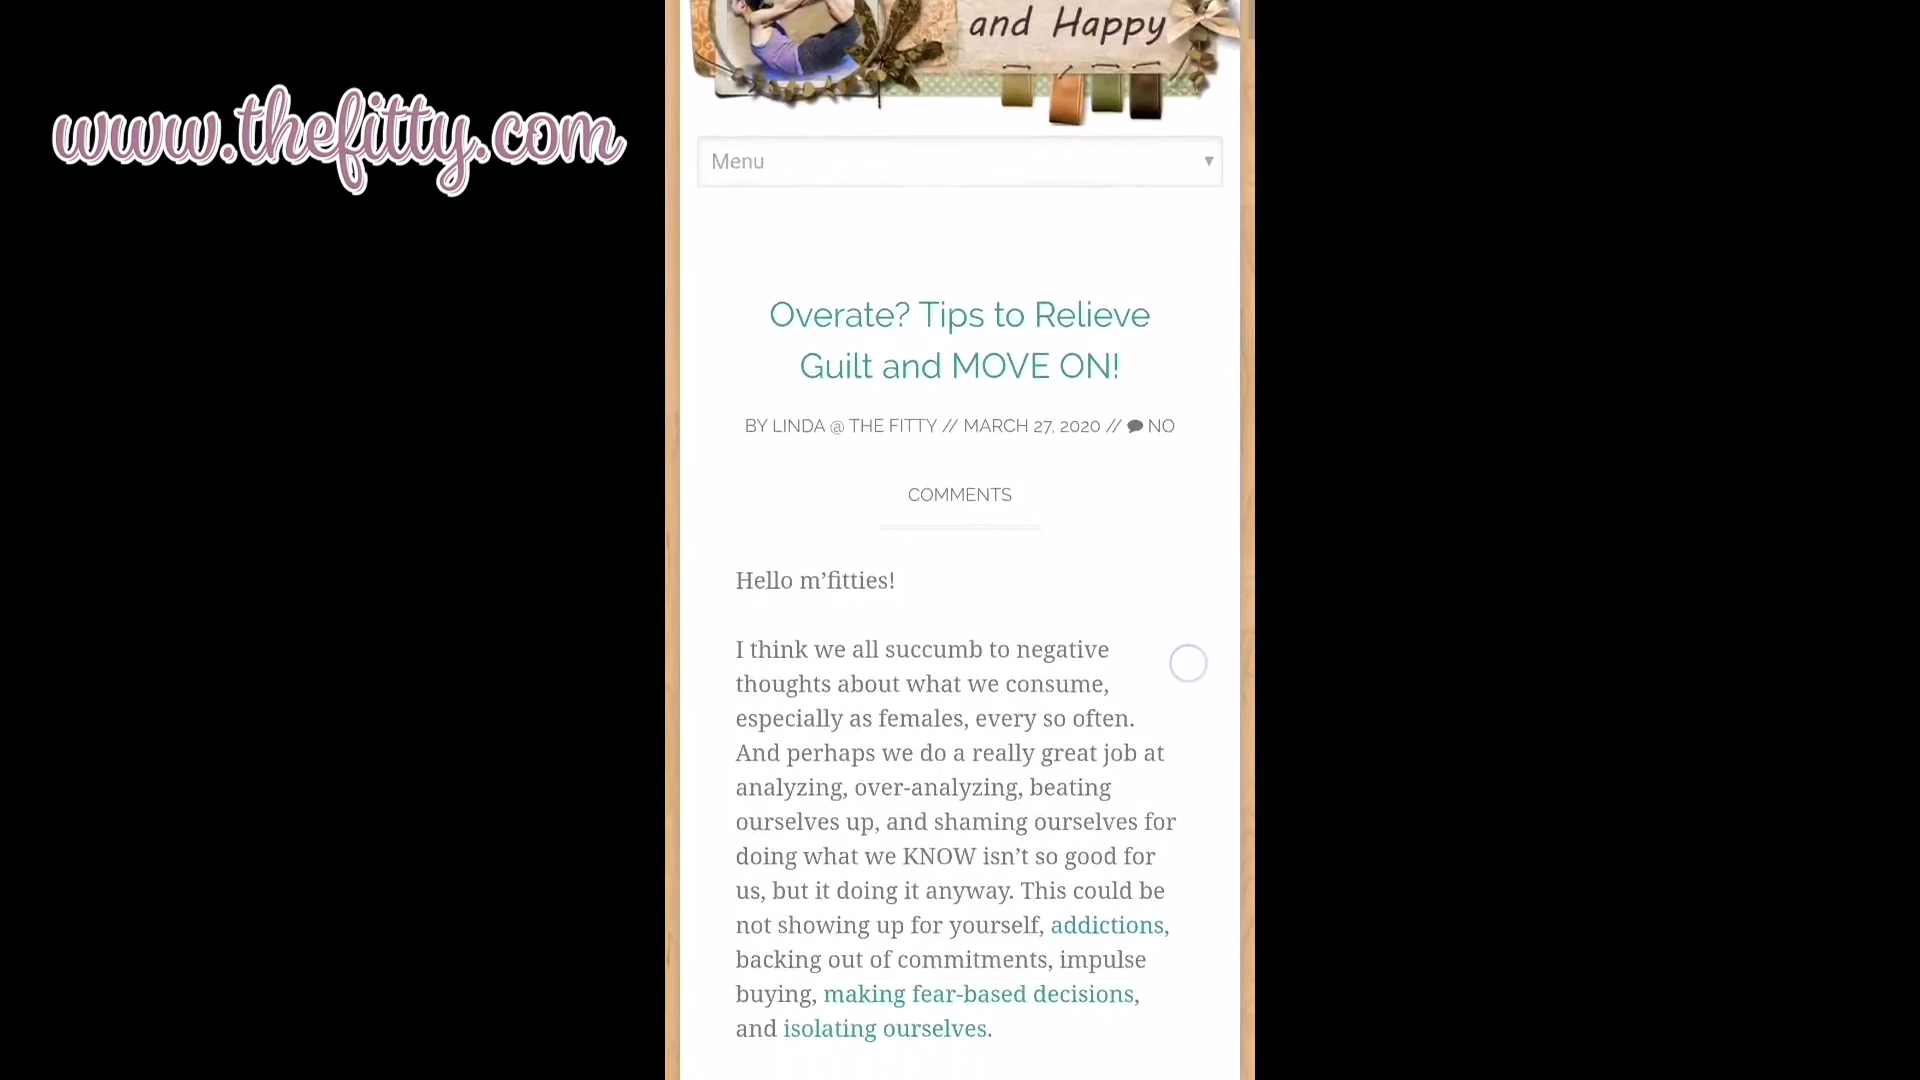 and Happy
www.thefitty.com
Menu
Overate? Tips to Relieve
Guilt and MOVE ON!
BY LINDA @ THE FITTY // MARCH 27, 2020 // NO
COMMENTS
Hello m’fitties!
I think we all succumb to negative
thoughts about what we consume,
especially as females, every so often.
And perhaps we do a really great job at
analyzing, over-analyzing, beating
ourselves up, and shaming ourselves for
doing what we KNOW isn’t so good for
us, but it doing it anyway. This could be
not showing up for yourself, addictions,
backing out of commitments, impulse
buying, making fear-based decisions,
and isolating ourselves.